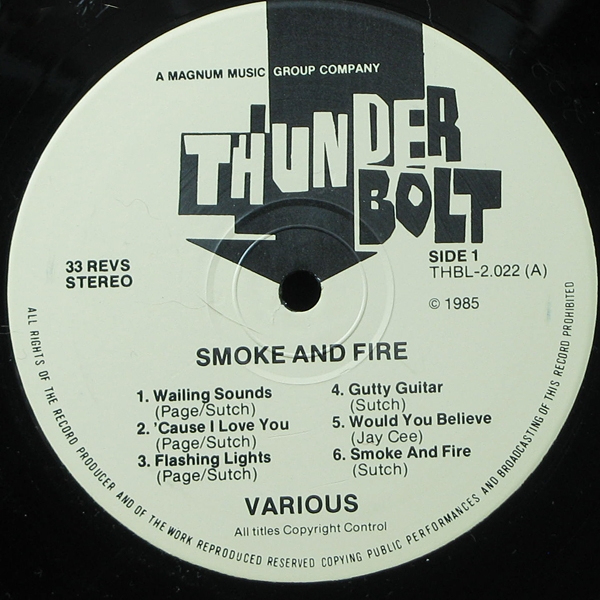 A MAGNUM MUSIC GROUP COMPANY
THUNDER
BOLT
33 REVS
STEREO
SIDE 1
THBL-2.022 (A)
© 1985
SMOKE AND FIRE
1. Wailing Sounds
(Page/Sutch)
2. 'Cause I Love You
(Page/Sutch)
3. Flashing Lights
(Page/Sutch)
4. Gutty Guitar
(Sutch)
5. Would You Believe
(Jay Cee)
6. Smoke And Fire
(Sutch)
VARIOUS
All titles Copyright Control
ALL RIGHTS OF THE RECORD PRODUCER AND OF THE WORK REPRODUCED RESERVED COPYING PUBLIC PERFORMANCES AND BROADCASTING OF THIS RECORD PROHIBITED